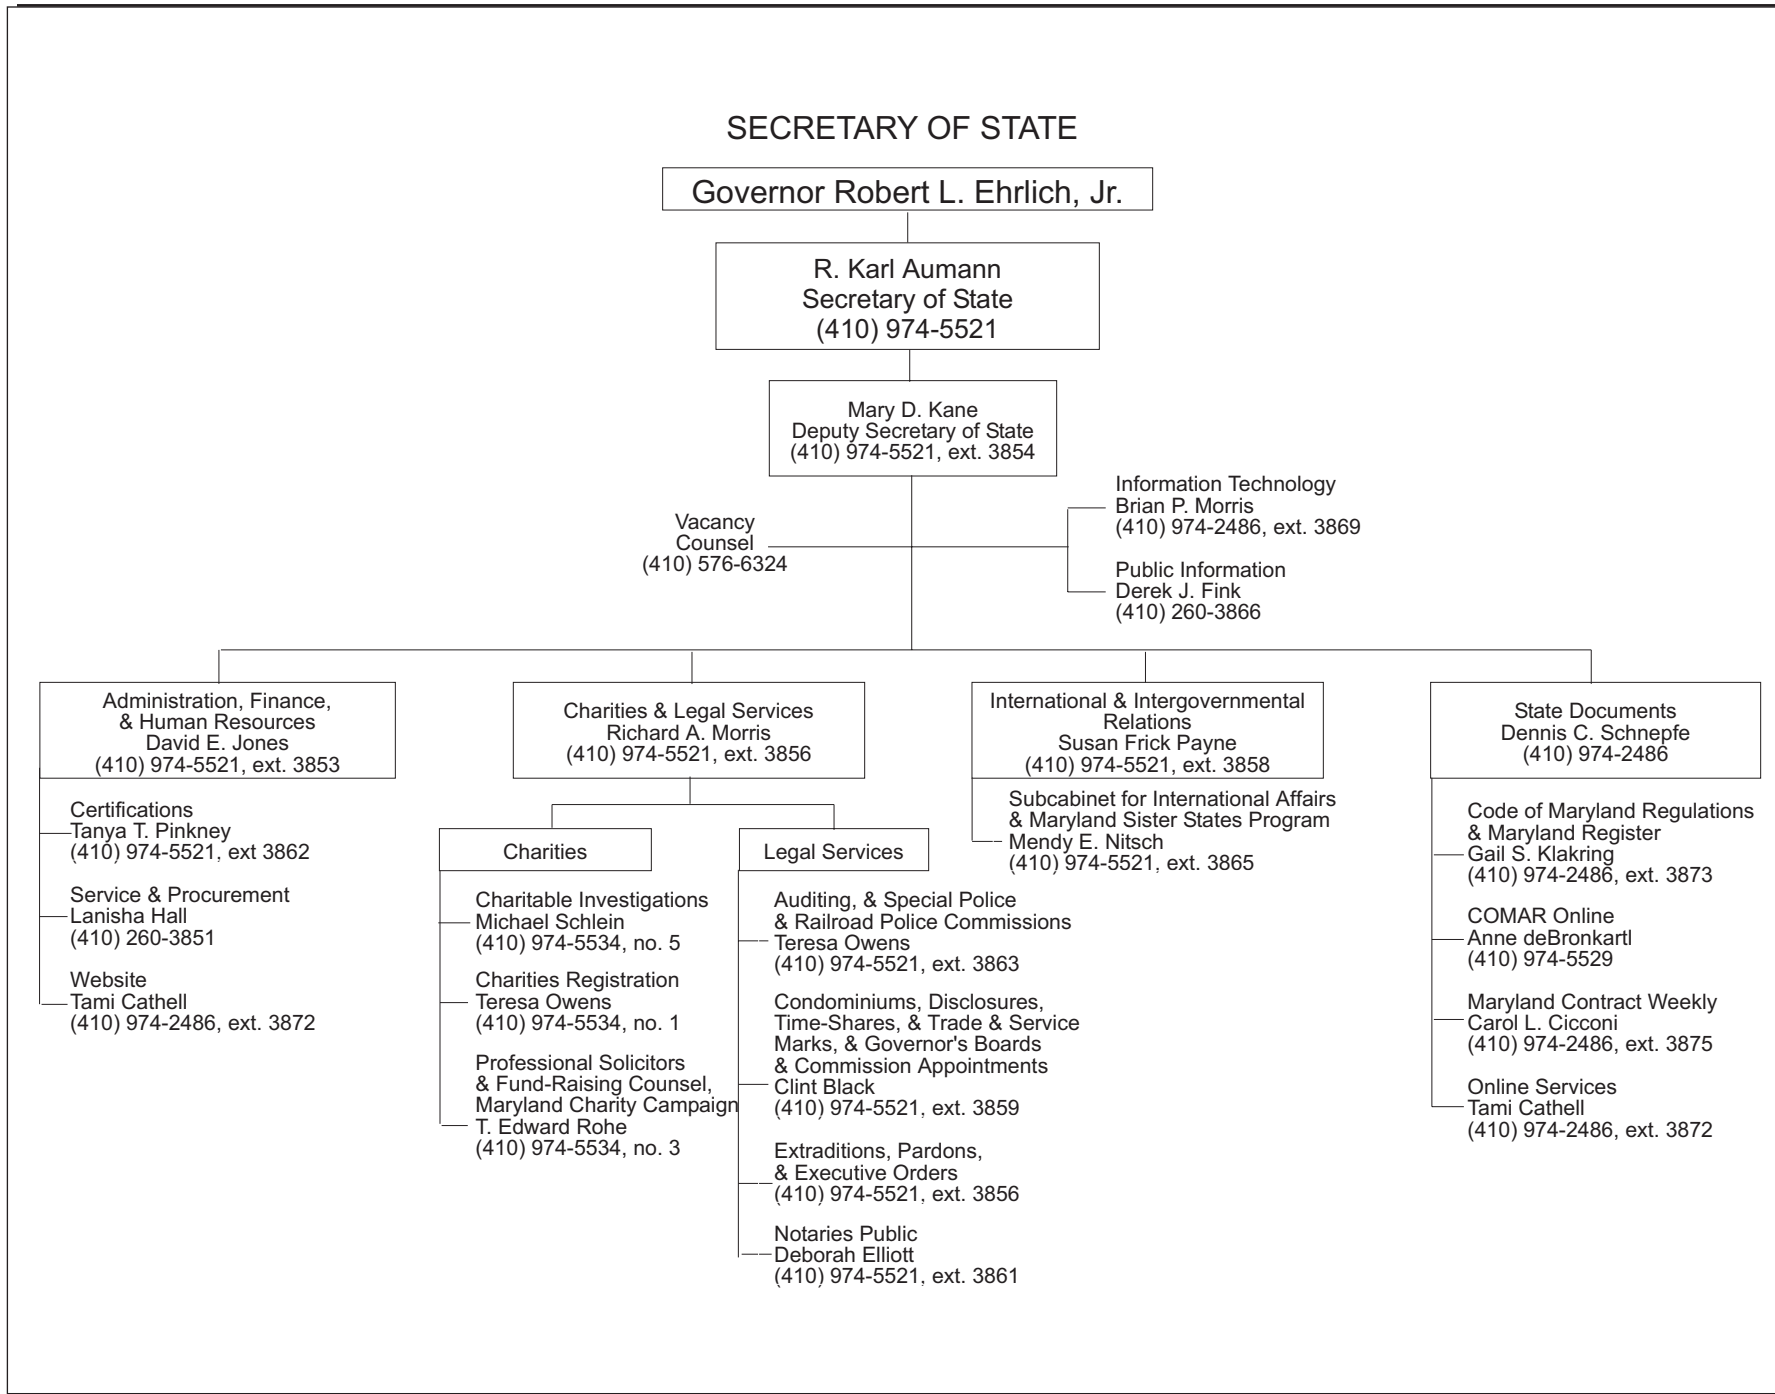 SECRETARY OF STATE
Governor Robert L. Ehrlich, Jr.
R. Karl Aumann
Secretary of State
(410) 974-5521
Mary D. Kane
Deputy Secretary of State
(410) 974-5521, ext. 3854
Vacancy
Counsel
(410) 576-6324
Information Technology
Brian P. Morris
(410) 974-2486, ext. 3869
Public Information
Derek J. Fink
(410) 260-3866
Administration, Finance,
& Human Resources
David E. Jones
(410) 974-5521, ext. 3853
Certifications
Tanya T. Pinkney
(410) 974-5521, ext 3862
Service & Procurement
Lanisha Hall
(410) 260-3851
Website
Tami Cathell
(410) 974-2486, ext. 3872
Charities & Legal Services
Richard A. Morris
(410) 974-5521, ext. 3856
Charities
Charitable Investigations
Michael Schlein
(410) 974-5534, no. 5
Charities Registration
Teresa Owens
(410) 974-5534, no. 1
Professional Solicitors
& Fund-Raising Counsel,
Maryland Charity Campaign
T. Edward Rohe
(410) 974-5534, no. 3
Legal Services
Auditing, & Special Police
& Railroad Police Commissions
Teresa Owens
(410) 974-5521, ext. 3863
Condominiums, Disclosures,
Time-Shares, & Trade & Service
Marks, & Governor's Boards
& Commission Appointments
Clint Black
(410) 974-5521, ext. 3859
Extraditions, Pardons,
& Executive Orders
(410) 974-5521, ext. 3856
Notaries Public
Deborah Elliott
(410) 974-5521, ext. 3861
International & Intergovernmental
Relations
Susan Frick Payne
(410) 974-5521, ext. 3858
Subcabinet for International Affairs
& Maryland Sister States Program
Mendy E. Nitsch
(410) 974-5521, ext. 3865
State Documents
Dennis C. Schnepfe
(410) 974-2486
Code of Maryland Regulations
& Maryland Register
Gail S. Klakring
(410) 974-2486, ext. 3873
COMAR Online
Anne deBronkartl
(410) 974-5529
Maryland Contract Weekly
Carol L. Cicconi
(410) 974-2486, ext. 3875
Online Services
Tami Cathell
(410) 974-2486, ext. 3872